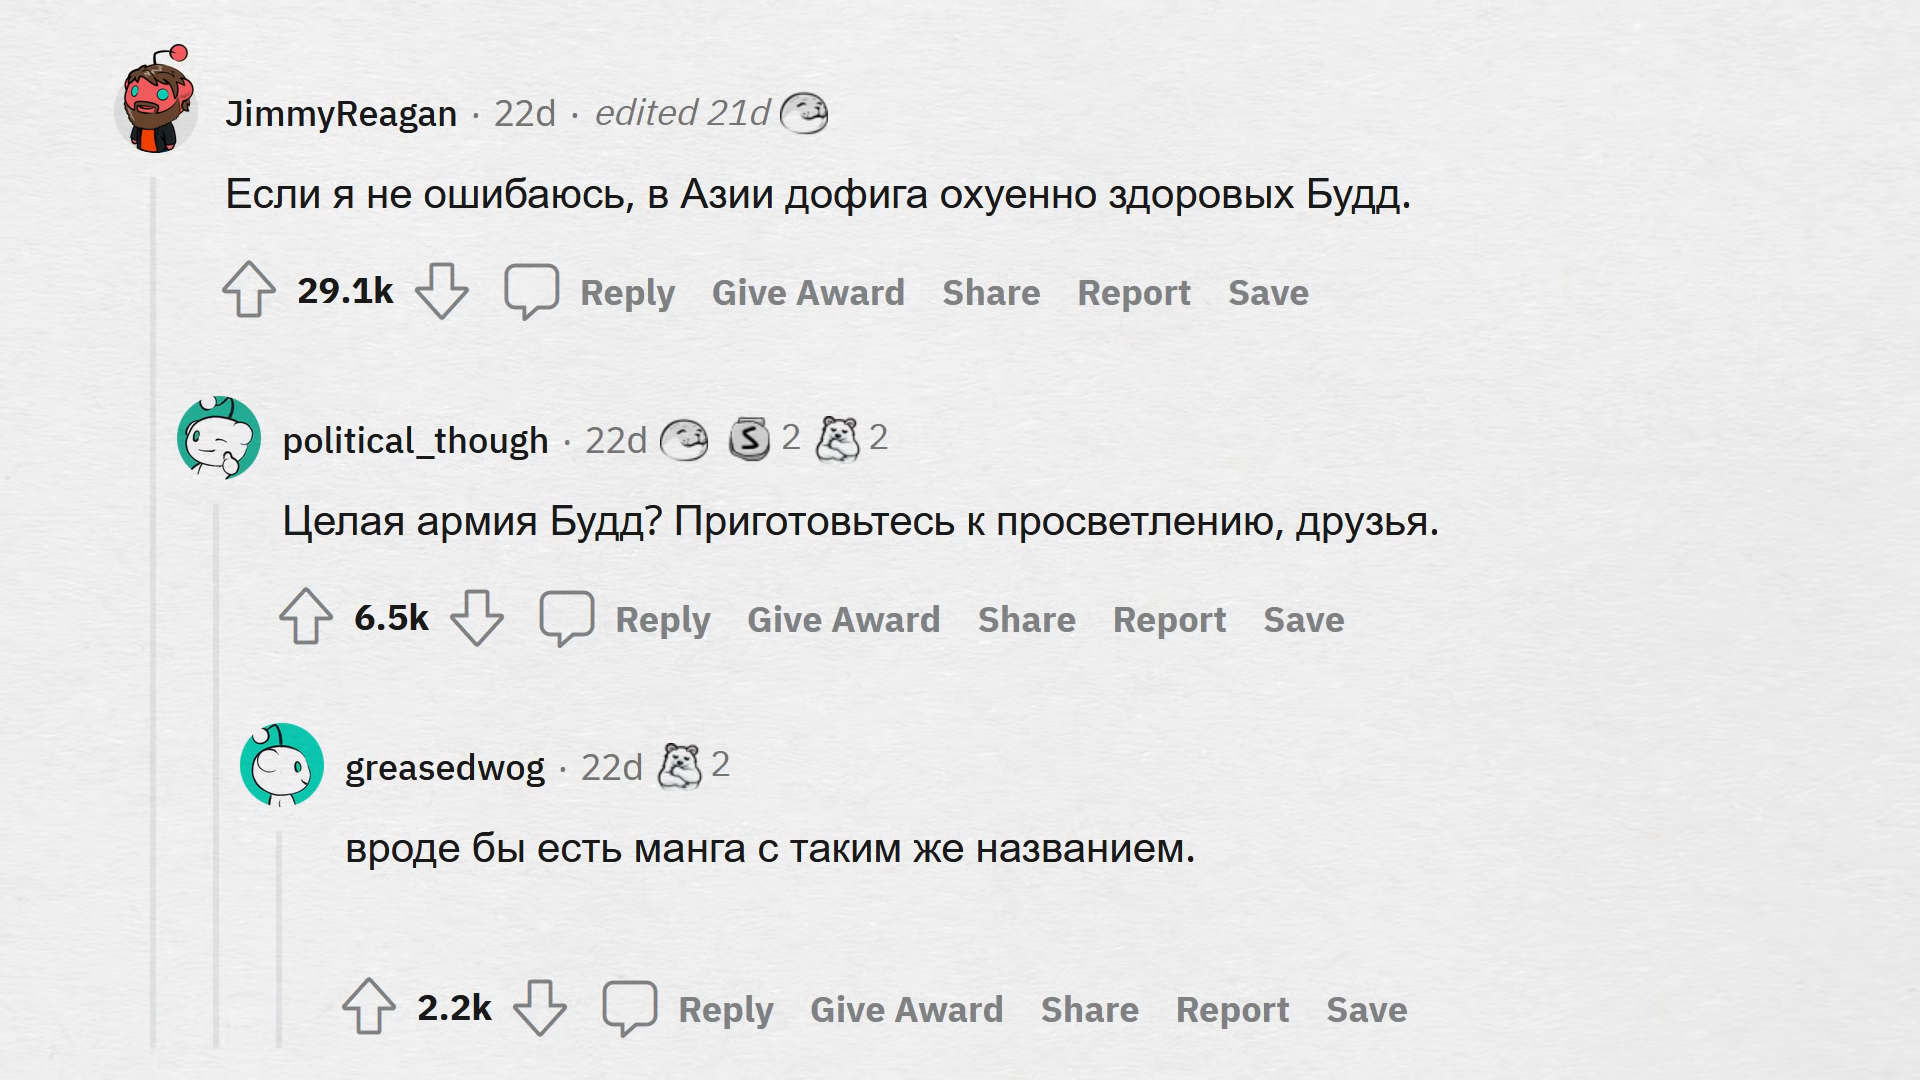 JimmyReagan · 22d · edited 21d
Если я не ошибаюсь, в Азии дофига охуенно здоровых Будд.
29.1k Reply Give Award Share Report Save
political_though · 22d 2 2
Целая армия Будд? Приготовьтесь к просветлению, друзья.
6.5k Reply Give Award Share Report Save
greasedwog · 22d 2
вроде бы есть манга с таким же названием.
2.2k Reply Give Award Share Report Save